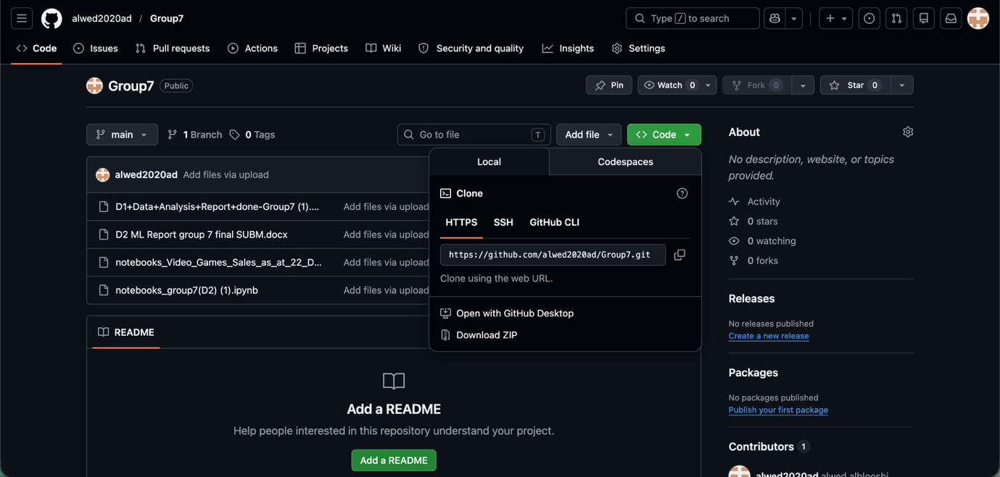 alwed2020ad / Group7
Type / to search
Code Issues Pull requests Actions Projects Wiki Security and quality Insights Settings
Group7 Public
Pin Watch 0 Fork 0 Star 0
main 1 Branch 0 Tags
Go to file T Add file Code
alwed2020ad Add files via upload
D1+Data+Analysis+Report+done-Group7 (1).... Add files via upload
D2 ML Report group 7 final SUBM.docx Add files via upload
notebooks_Video_Games_Sales_as_at_22_D... Add files via upload
notebooks_group7(D2) (1).ipynb Add files via upload
Local Codespaces
Clone
HTTPS SSH GitHub CLI
https://github.com/alwed2020ad/Group7.git
Clone using the web URL.
Open with GitHub Desktop
Download ZIP
README
Add a README
Help people interested in this repository understand your project.
Add a README
About
No description, website, or topics
provided.
Activity
0 stars
0 watching
0 forks
Releases
No releases published
Create a new release
Packages
No packages published
Publish your first package
Contributors 1
alwed2020ad alwed alblooshi